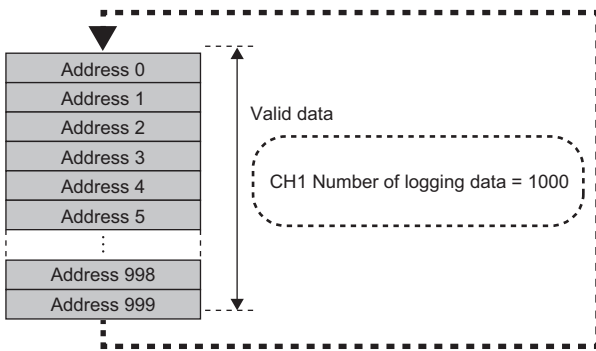 Address 0
Address 1
Address 2
Address 3
Address 4
Address 5
⋮
Address 998
Address 999
Valid data
CH1 Number of logging data = 1000